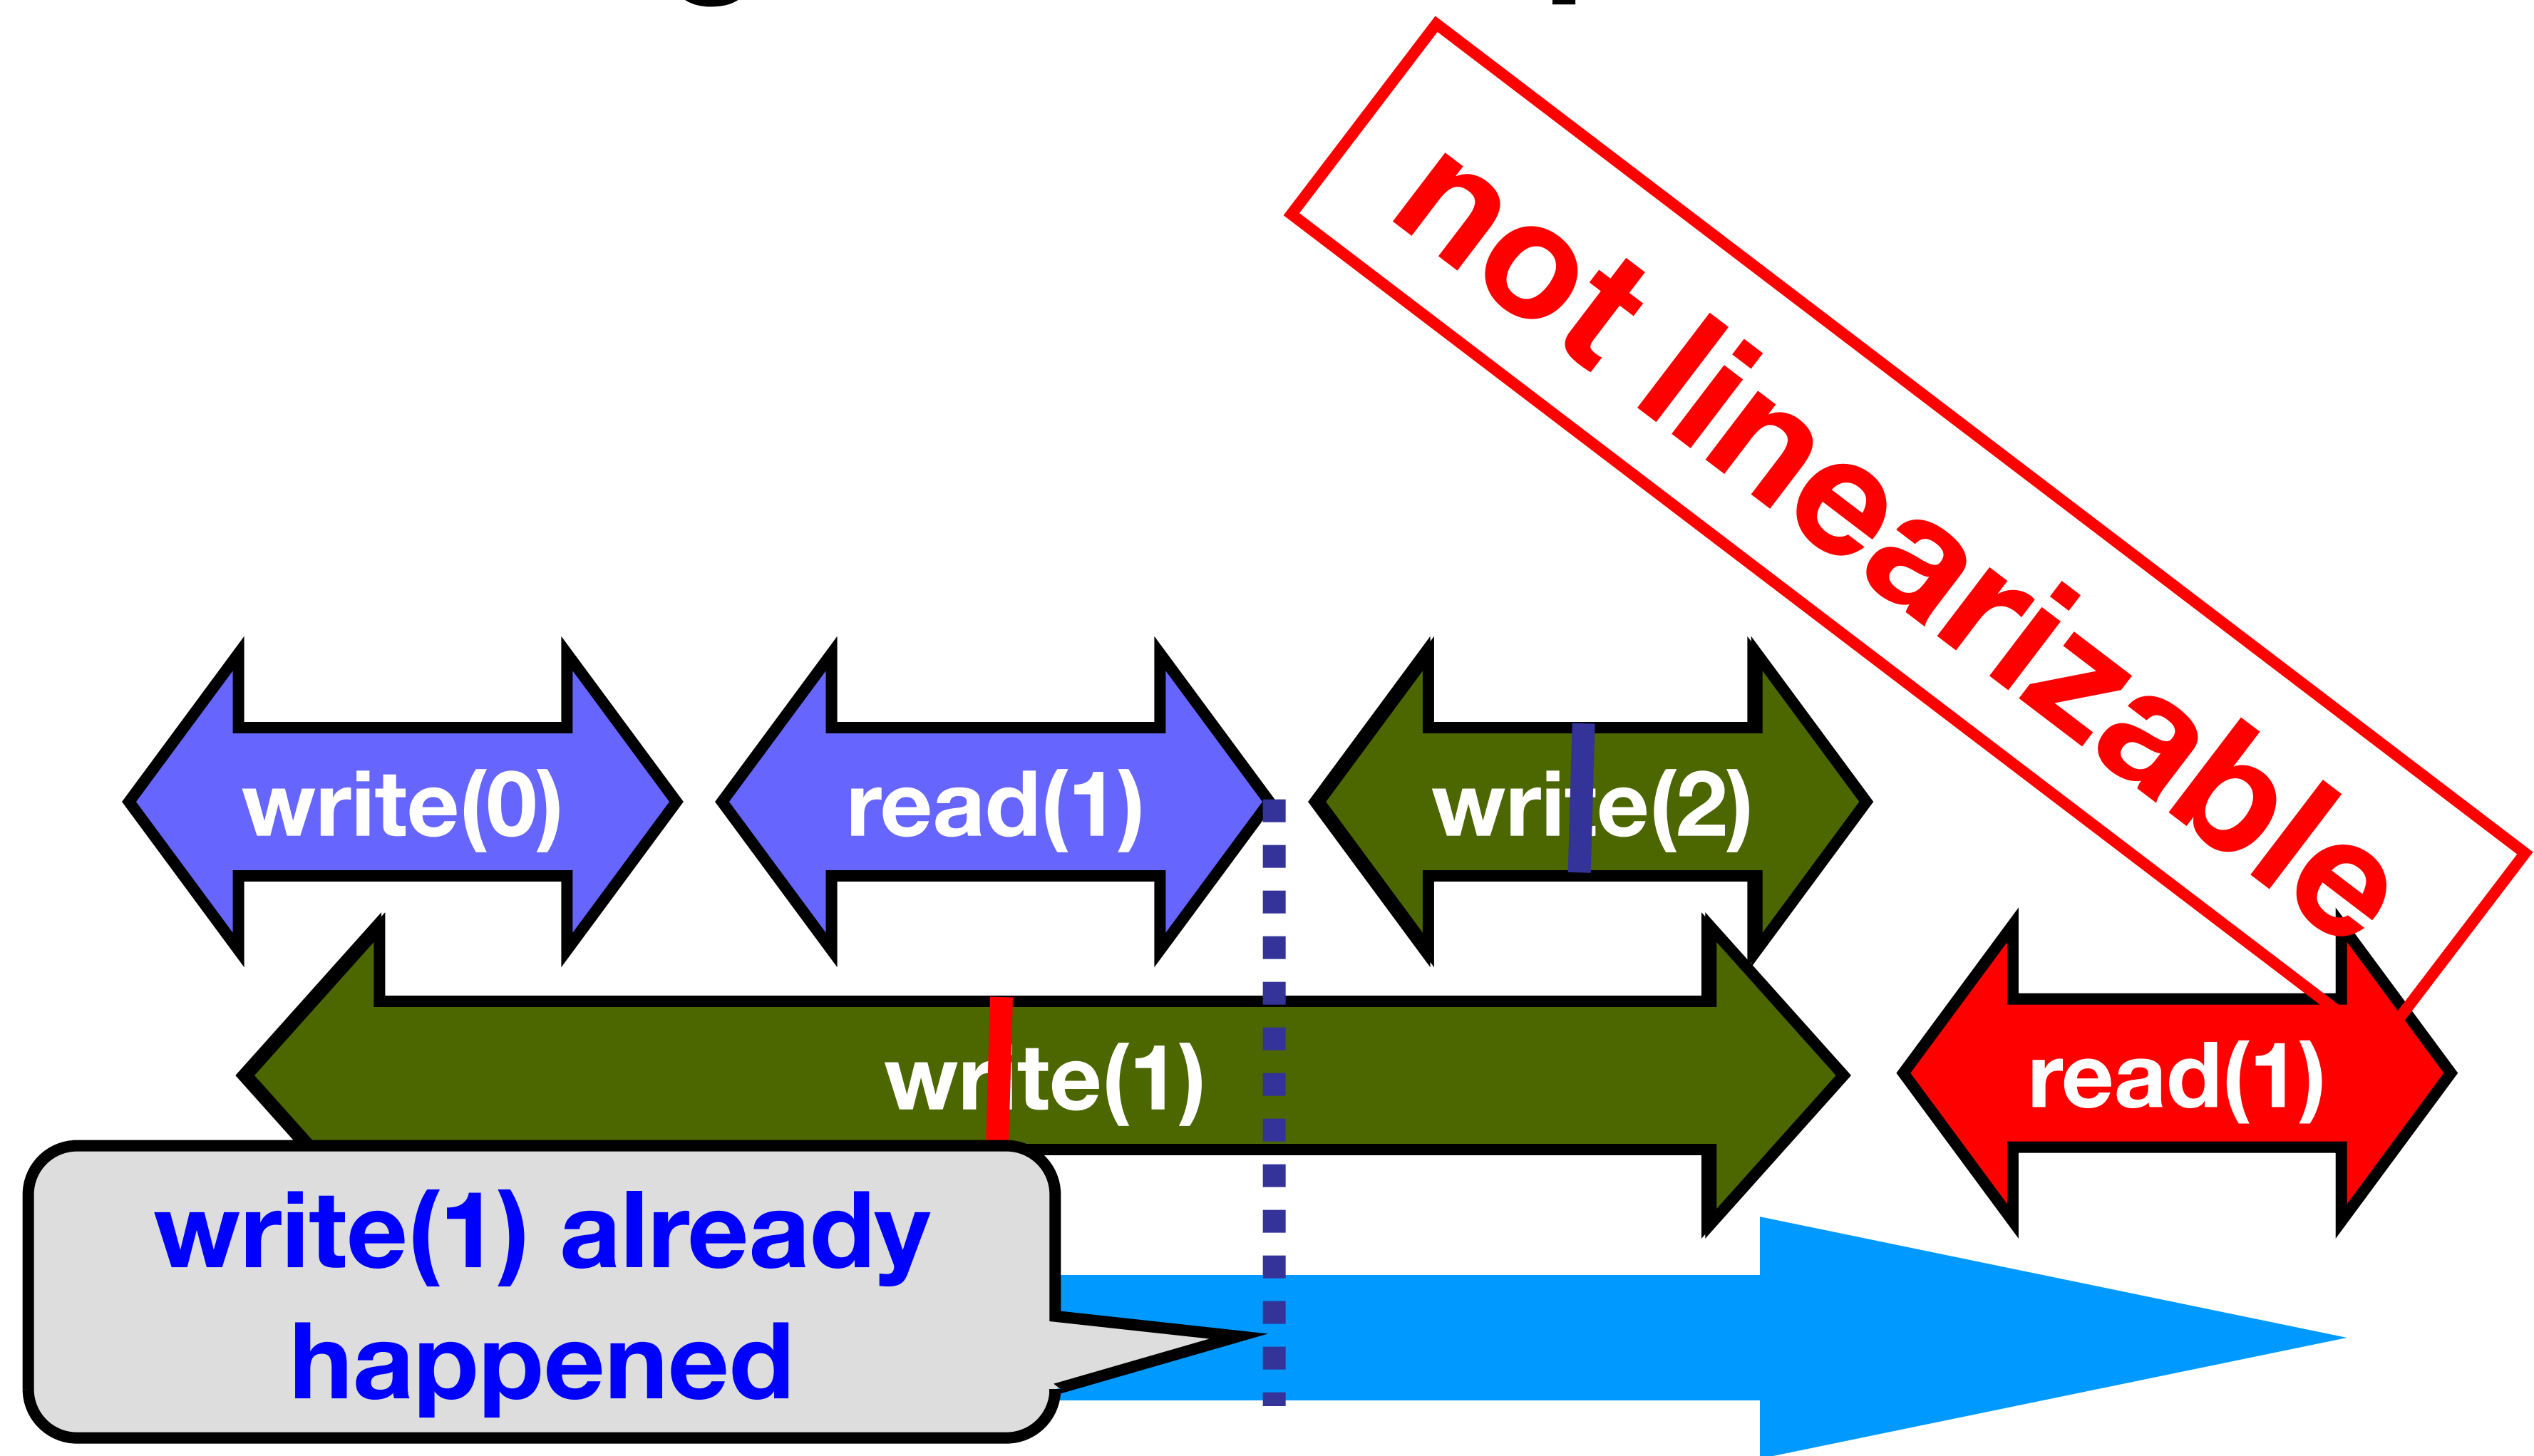 not linearizable
write(0)
read(1)
write(2)
write(1)
read(1)
write(1) already
happened